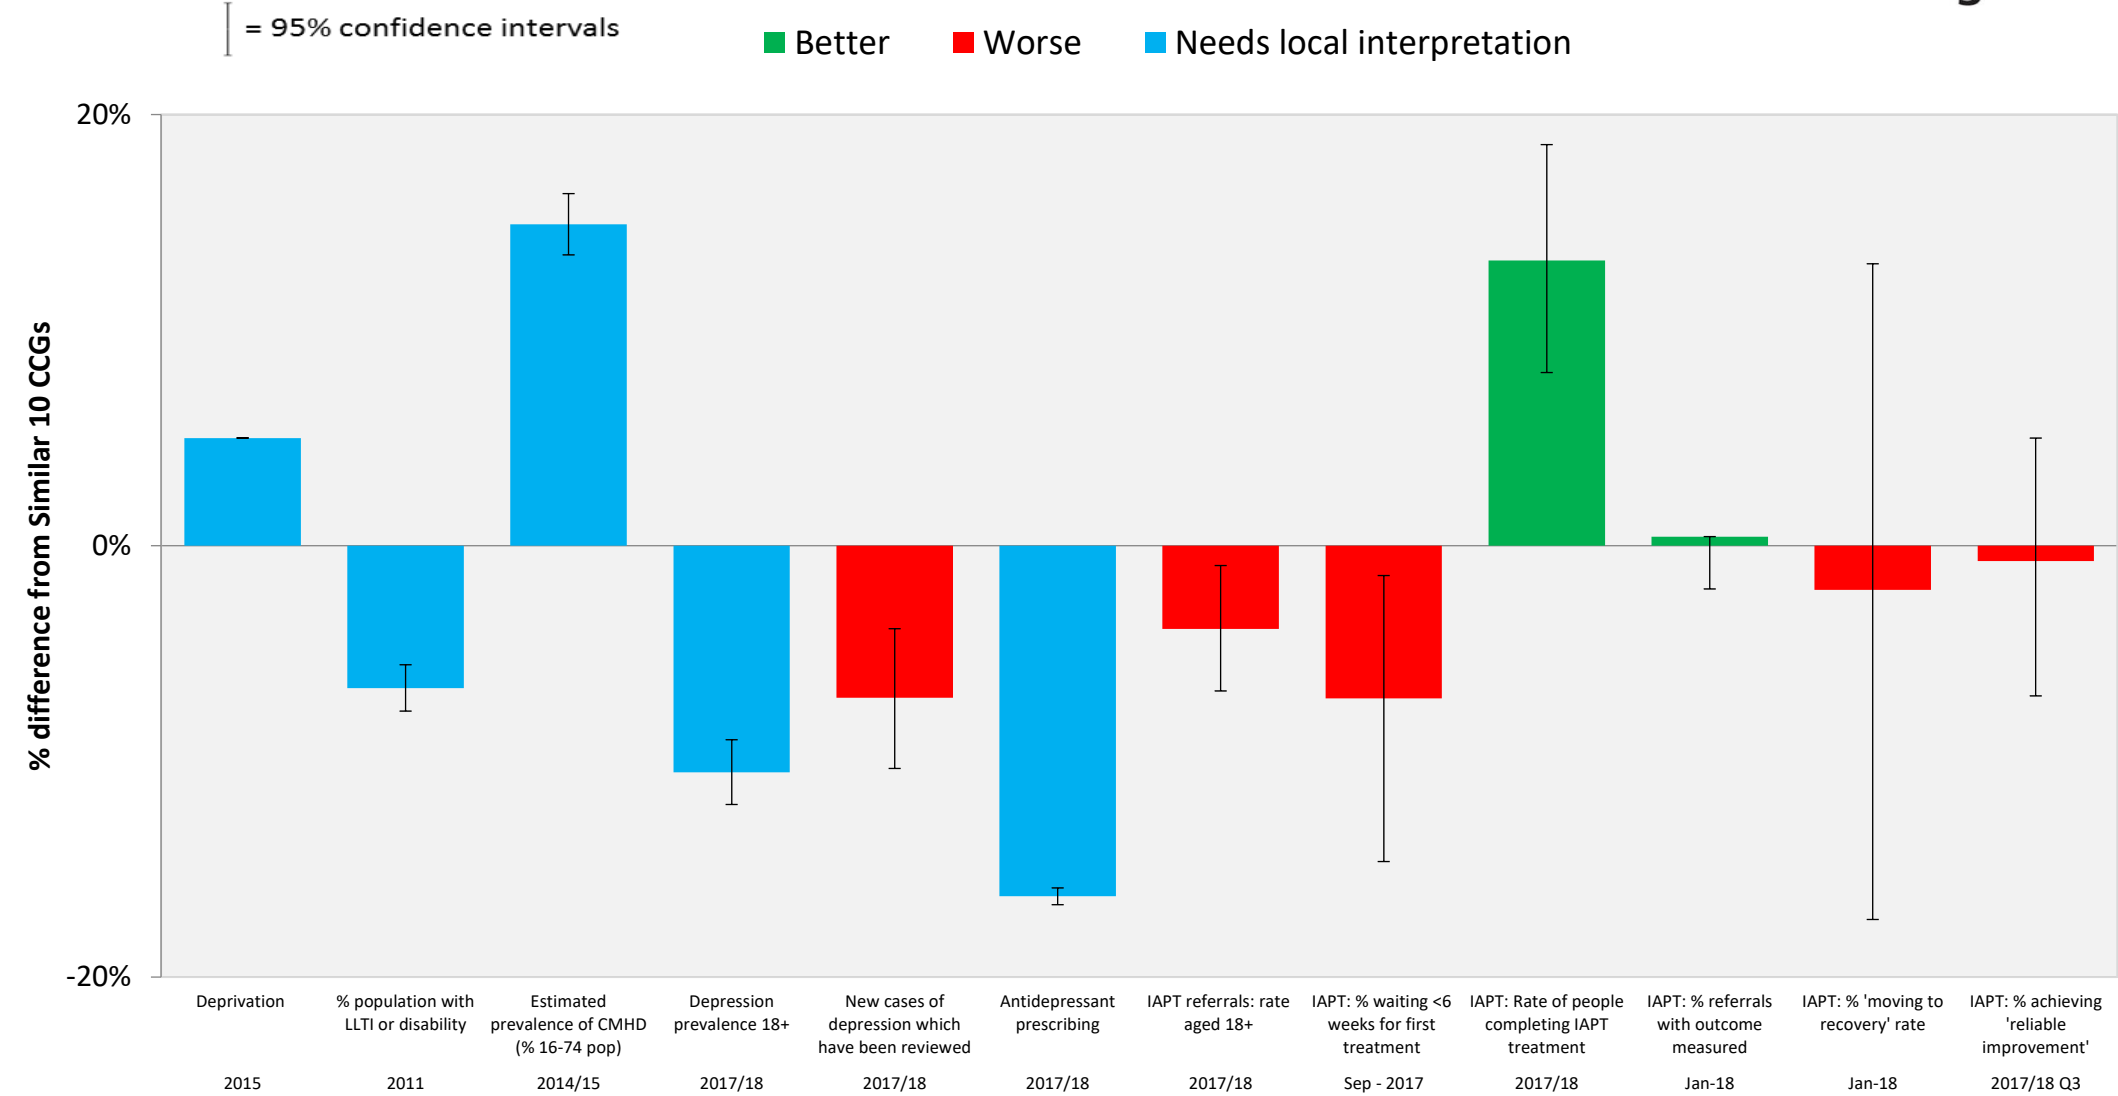 = 95% confidence intervals
Better
Worse
Needs local interpretation
20%
0%
-20%
% difference from Similar 10 CCGs
Deprivation
2015
% population with
LLTI or disability
2011
Estimated
prevalence of CMHD
(% 16-74 pop)
2014/15
Depression
prevalence 18+
2017/18
New cases of
depression which
have been reviewed
2017/18
Antidepressant
prescribing
2017/18
IAPT referrals: rate
aged 18+
2017/18
IAPT: % waiting <6
weeks for first
treatment
Sep - 2017
IAPT: Rate of people
completing IAPT
treatment
2017/18
IAPT: % referrals
with outcome
measured
Jan-18
IAPT: % 'moving to
recovery' rate
Jan-18
IAPT: % achieving
'reliable
improvement'
2017/18 Q3